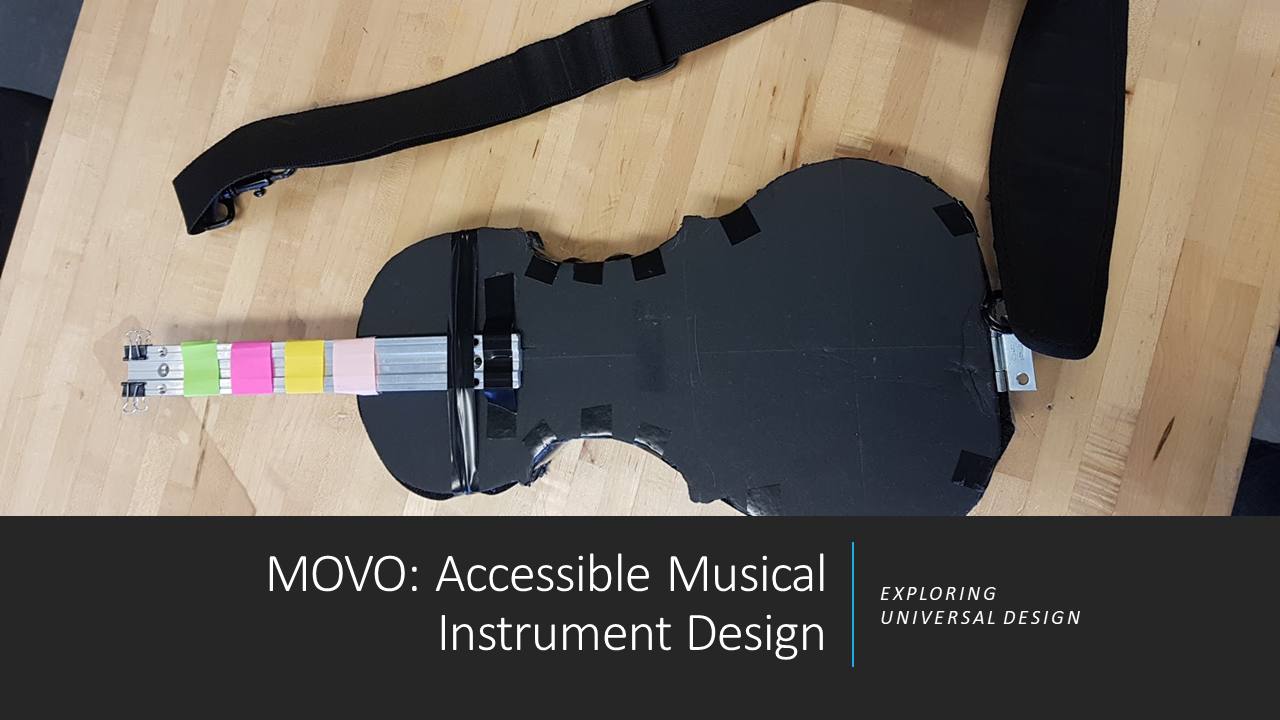 MOVO: Accessible Musical
Instrument Design
EXPLORING
UNIVERSAL DESIGN